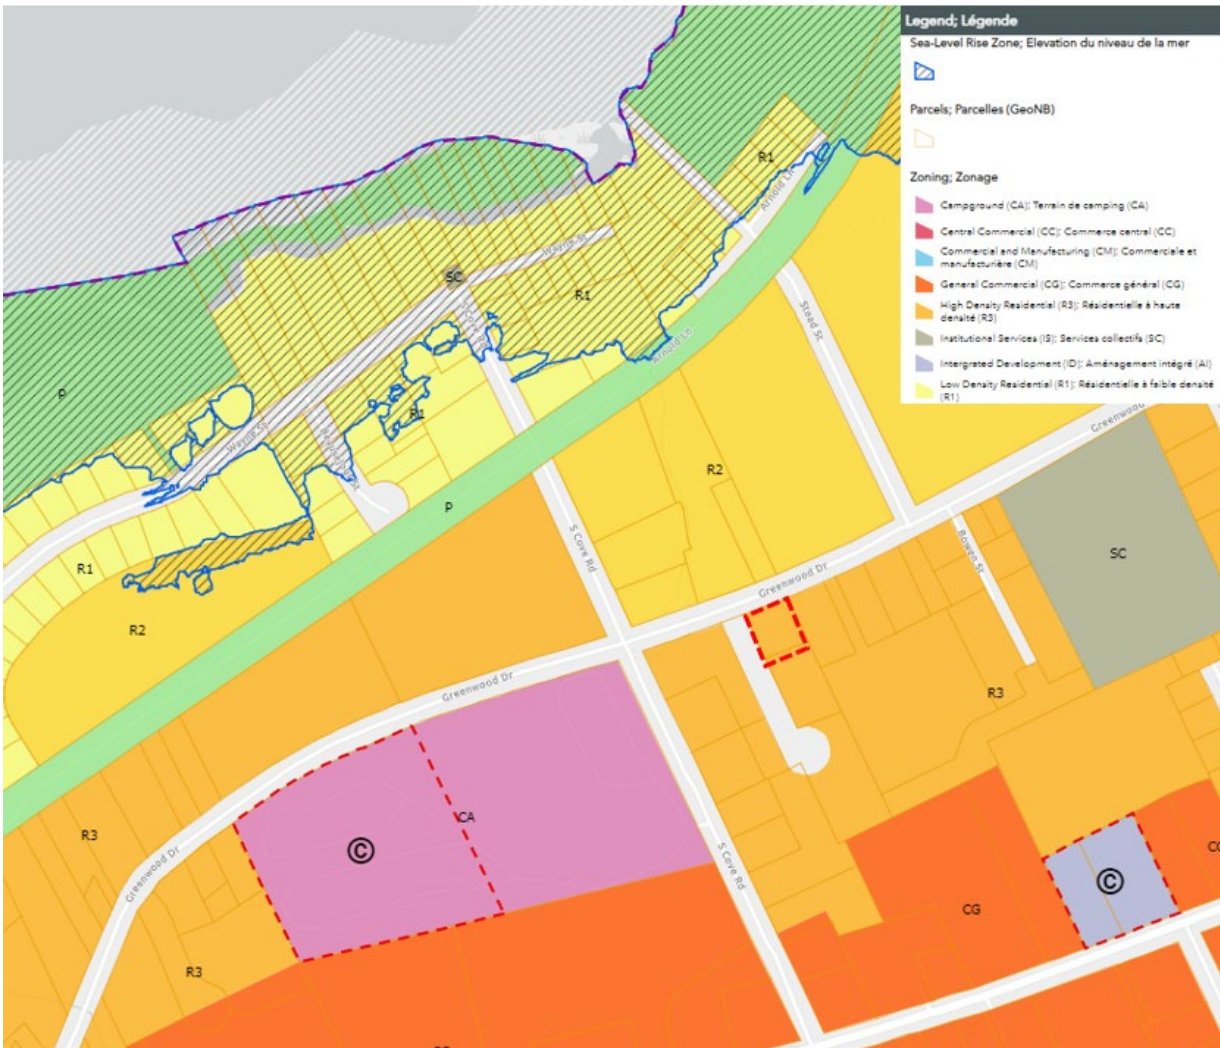 Legend; Légende
Sea-Level Rise Zone; Elevation du niveau de la mer
Parcels; Parcelles (GeoNB)
Zoning; Zonage
Campground (CA); Terrain de camping (CA)
Central Commercial (CC); Commerce central (CC)
Commercial and Manufacturing (CM); Commerciale et
manufacturière (CM)
General Commercial (CG); Commerce général (CG)
High Density Residential (R3); Résidentielle à haute
densité (R3)
Institutional Services (IS); Services collectifs (SC)
Intergrated Development (ID); Aménagement intégré (AI)
Low Density Residential (R1); Résidentielle à faible densité
(R1)
R1
Arnold Ln
Wayne St
SC
R1
S Cove Rd
Stead St
Arnold Ln
P
R1
Greenwood
Wayne St
R2
P
S Cove Rd
Bowen St
SC
R1
Greenwood Dr
R2
Greenwood Dr
R3
CA
R3
©
Greenwood Dr
S Cove Rd
©
CG
R3